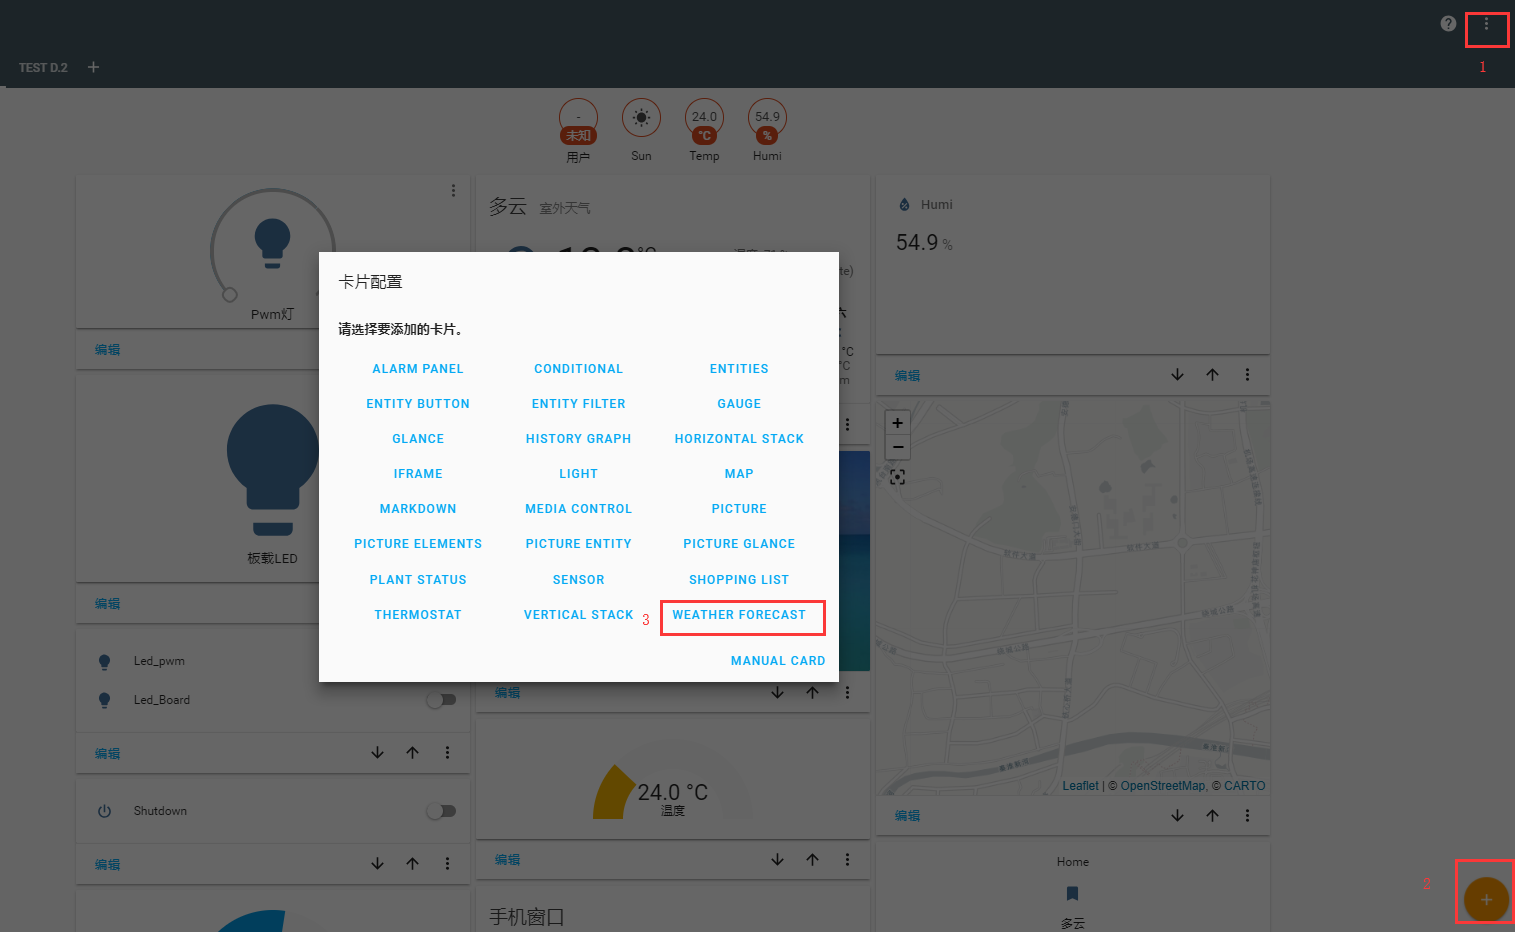 1
TEST D.2 +
- 24.0 54.9
未知 °C %
用户 Sun Temp Humi
Pwm灯
编辑
板载LED
编辑
Led_pwm
Led_Board
编辑
Shutdown
编辑
多云 室外天气
卡片配置
请选择要添加的卡片。
ALARM PANEL CONDITIONAL ENTITIES
ENTITY BUTTON ENTITY FILTER GAUGE
GLANCE HISTORY GRAPH HORIZONTAL STACK
IFRAME LIGHT MAP
MARKDOWN MEDIA CONTROL PICTURE
PICTURE ELEMENTS PICTURE ENTITY PICTURE GLANCE
PLANT STATUS SENSOR SHOPPING LIST
THERMOSTAT VERTICAL STACK 3 WEATHER FORECAST
MANUAL CARD
编辑
24.0 °C
温度
编辑
手机窗口
Humi
54.9 %
编辑
+
−
Leaflet | © OpenStreetMap, © CARTO
编辑
Home
多云
2
+